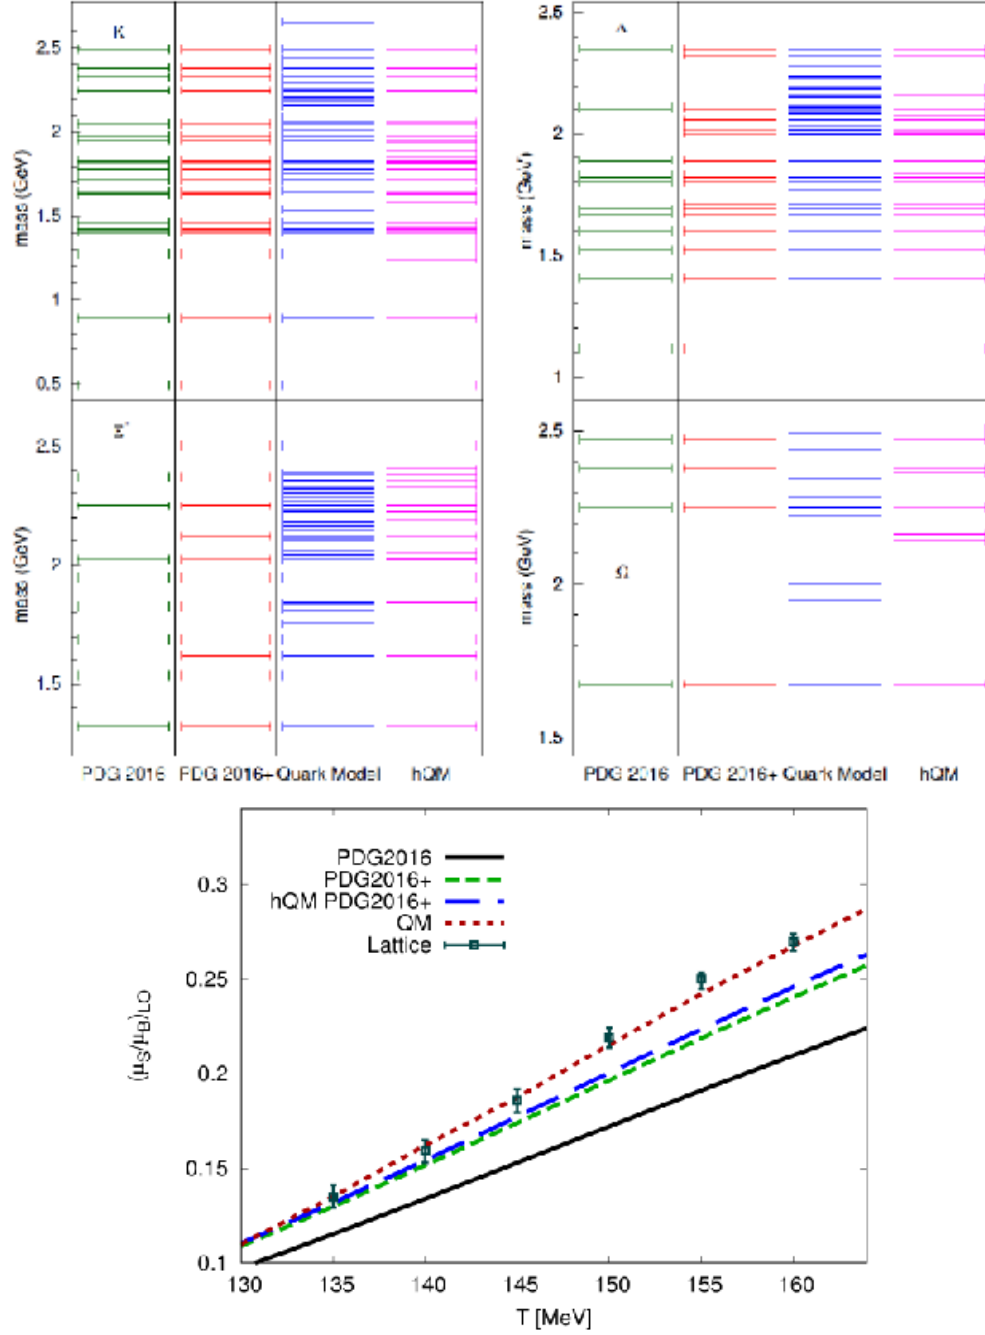 K
2.5
2
1.5
1
0.5
mass (GeV)
2.5
2
1.5
1
mass (GeV)
2.5
2
1.5
mass (GeV)
PDG 2016
PDG 2016+
Quark Model
hQM
Ω
2.5
2
1.5
mass (GeV)
PDG 2016
PDG 2016+
Quark Model
hQM
PDG2016
PDG2016+
hQM PDG2016+
QM
Lattice
0.3
0.25
0.2
0.15
0.1
(μS/μB)LO
130
135
140
145
150
155
160
T [MeV]